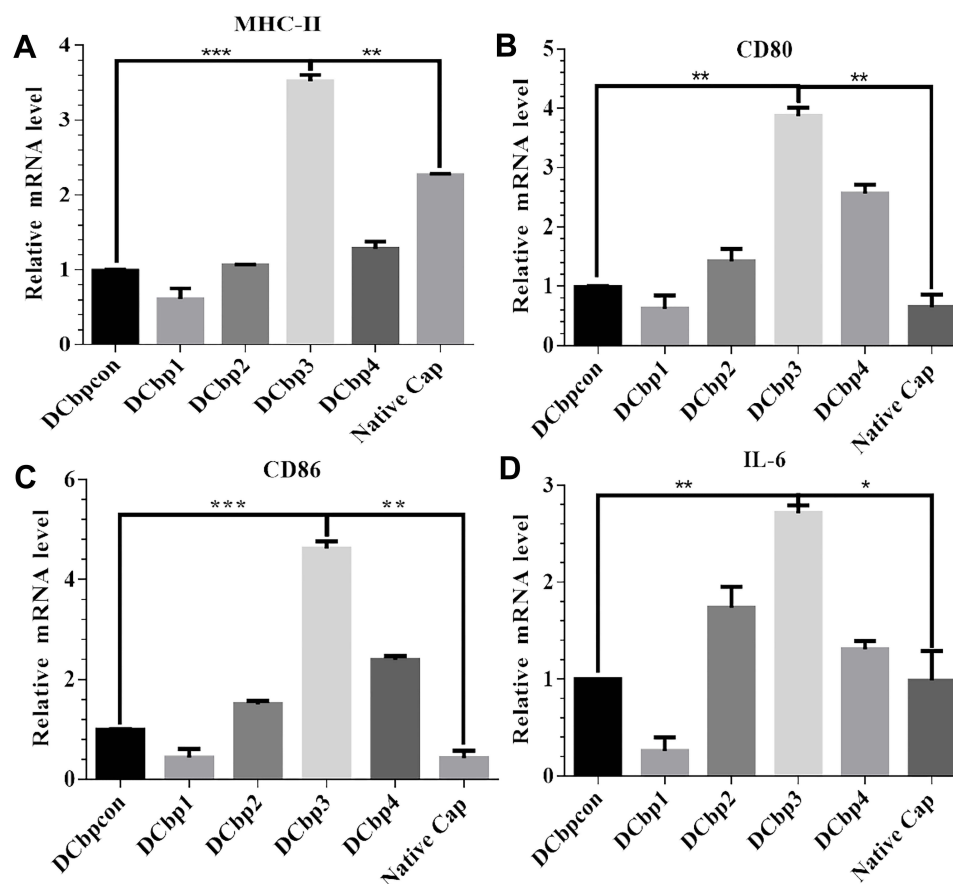 A
MHC-II
Relative mRNA level
4
3
2
1
0
***
**
DCbpcon
DCbp1
DCbp2
DCbp3
DCbp4
Native Cap
B
CD80
Relative mRNA level
5
4
3
2
1
0
**
**
DCbpcon
DCbp1
DCbp2
DCbp3
DCbp4
Native Cap
C
CD86
Relative mRNA level
6
4
2
0
***
**
DCbpcon
DCbp1
DCbp2
DCbp3
DCbp4
Native Cap
D
IL-6
Relative mRNA level
3
2
1
0
**
*
DCbpcon
DCbp1
DCbp2
DCbp3
DCbp4
Native Cap